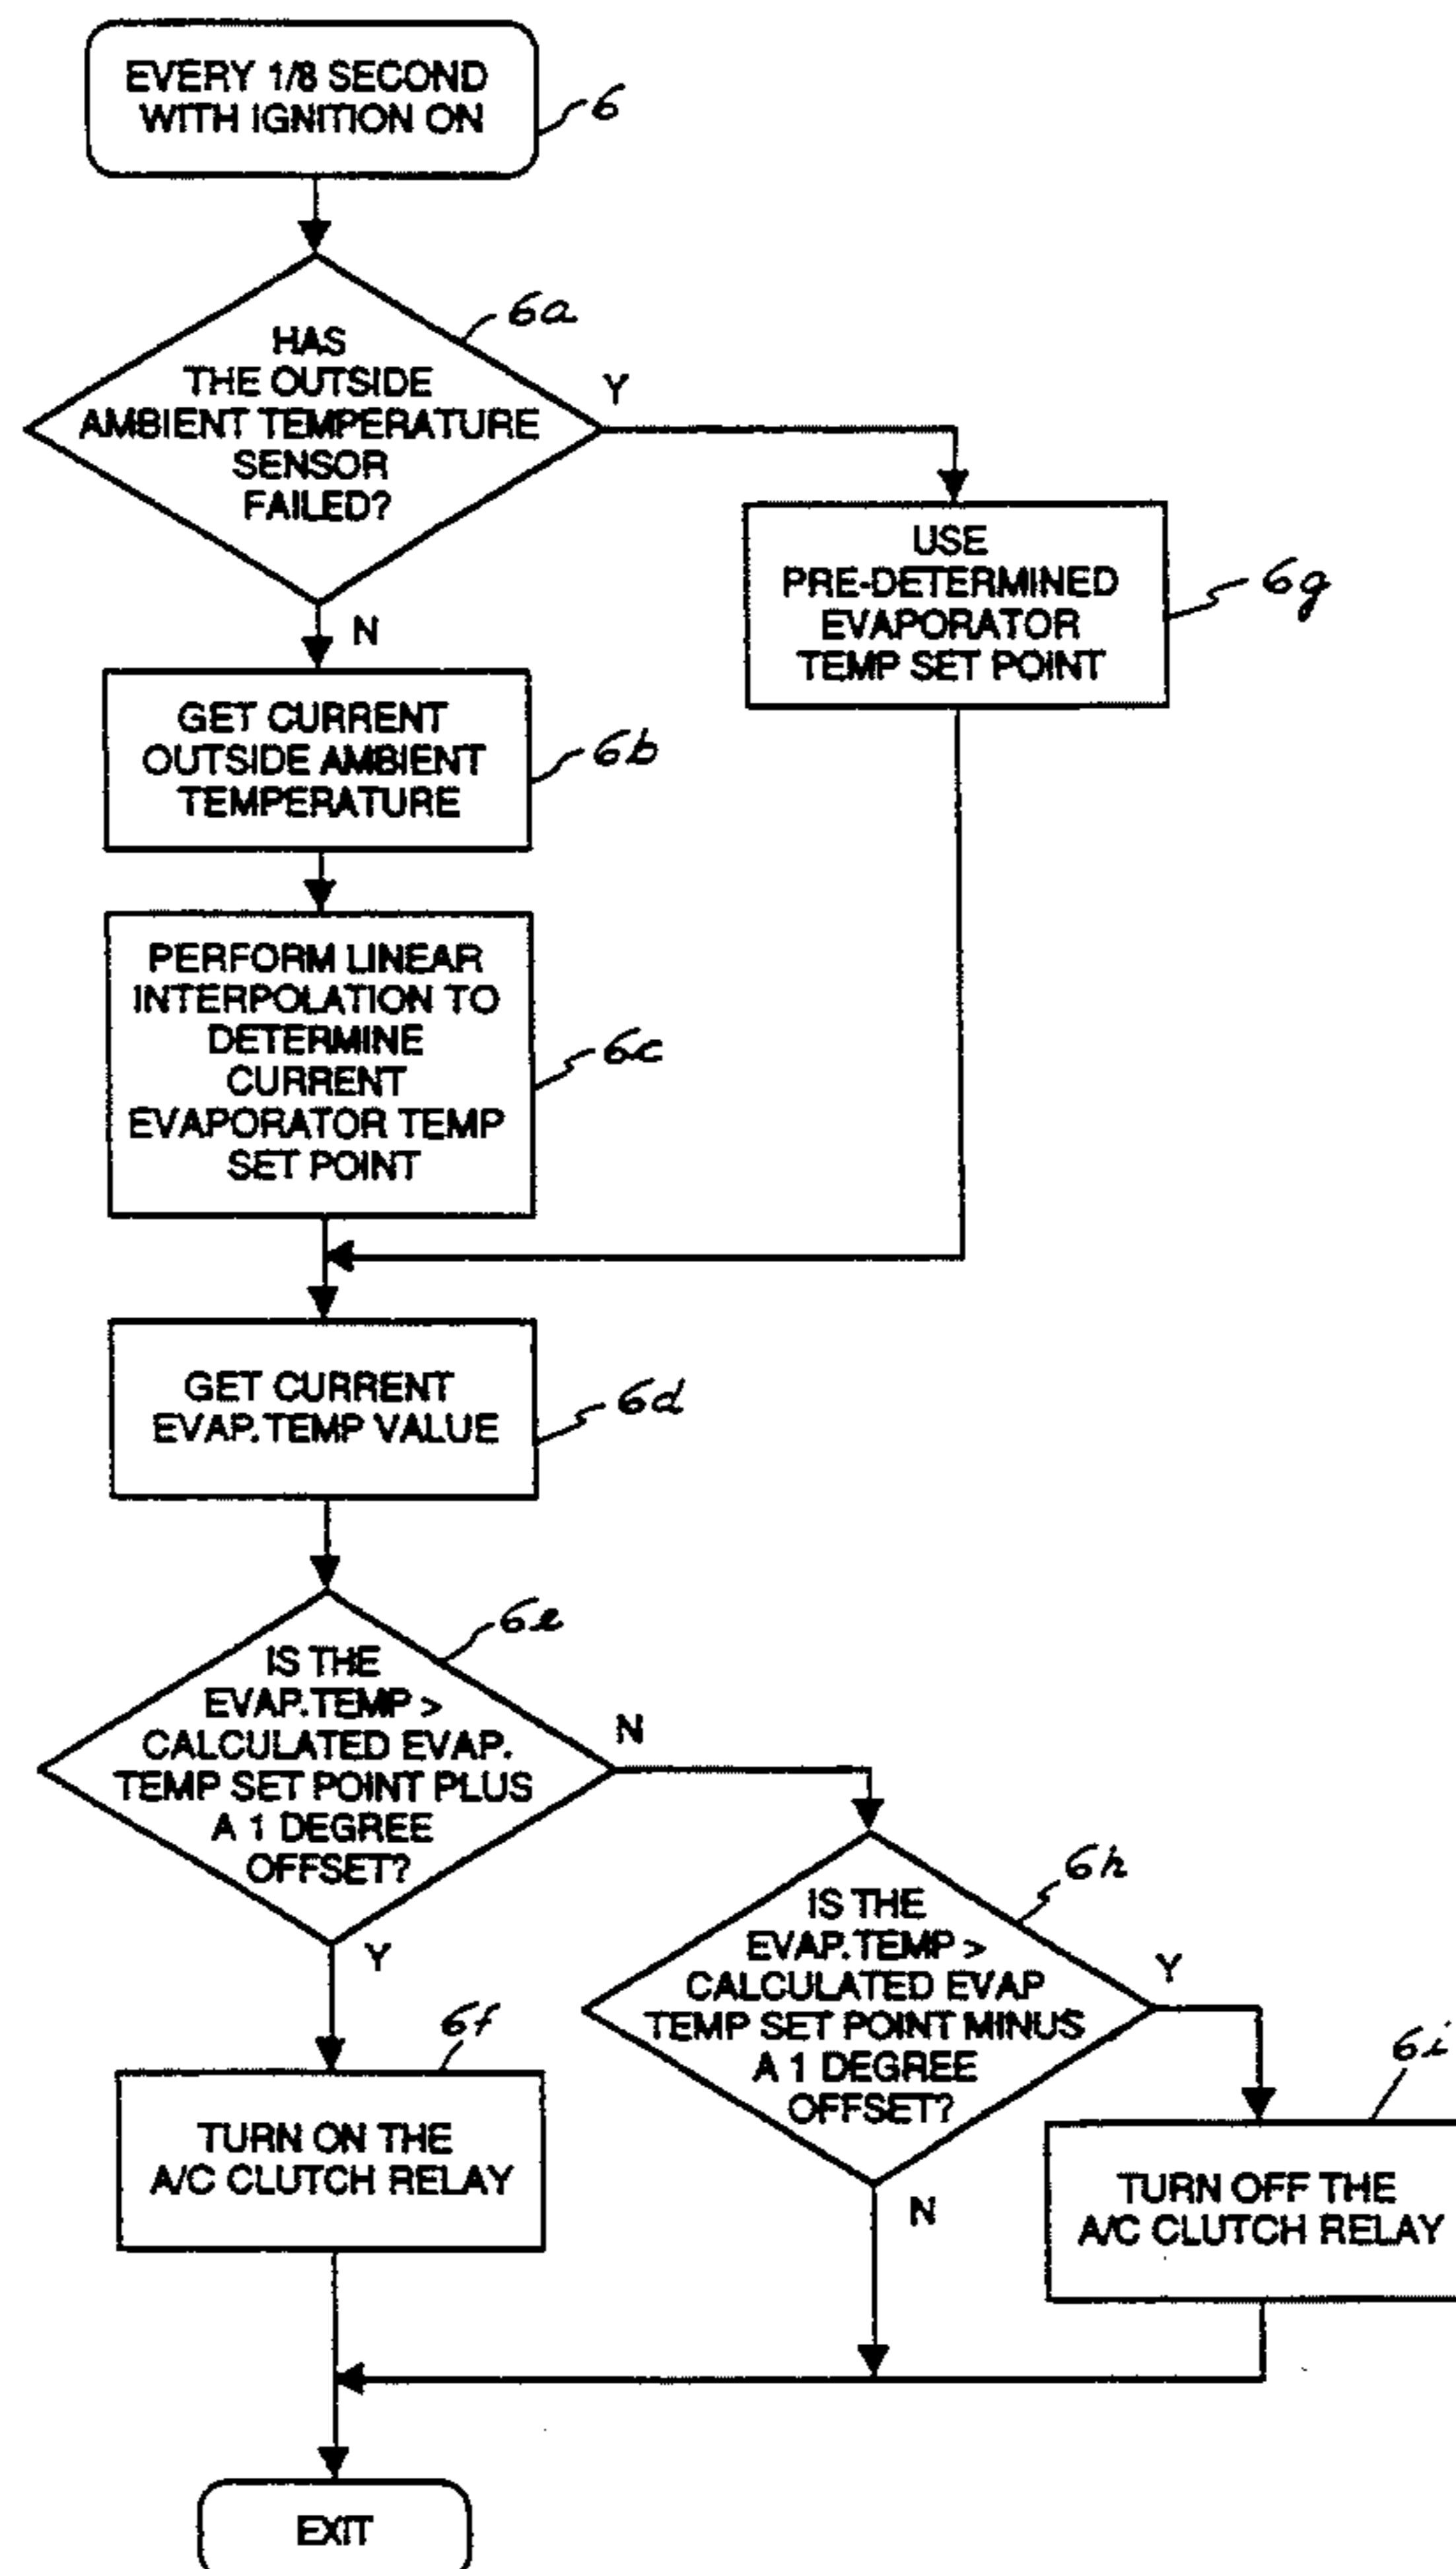 EVERY 1/8 SECOND
WITH IGNITION ON
6
HAS
THE OUTSIDE
AMBIENT TEMPERATURE
SENSOR
FAILED?
6a
Y
N
USE
PRE-DETERMINED
EVAPORATOR
TEMP SET POINT
6g
GET CURRENT
OUTSIDE AMBIENT
TEMPERATURE
6b
PERFORM LINEAR
INTERPOLATION TO
DETERMINE
CURRENT
EVAPORATOR TEMP
SET POINT
6c
GET CURRENT
EVAP.TEMP VALUE
6d
IS THE
EVAP.TEMP >
CALCULATED EVAP.
TEMP SET POINT PLUS
A 1 DEGREE
OFFSET?
6e
N
Y
IS THE
EVAP.TEMP >
CALCULATED EVAP
TEMP SET POINT MINUS
A 1 DEGREE
OFFSET?
6h
Y
N
TURN ON THE
A/C CLUTCH RELAY
6f
TURN OFF THE
A/C CLUTCH RELAY
6i
EXIT